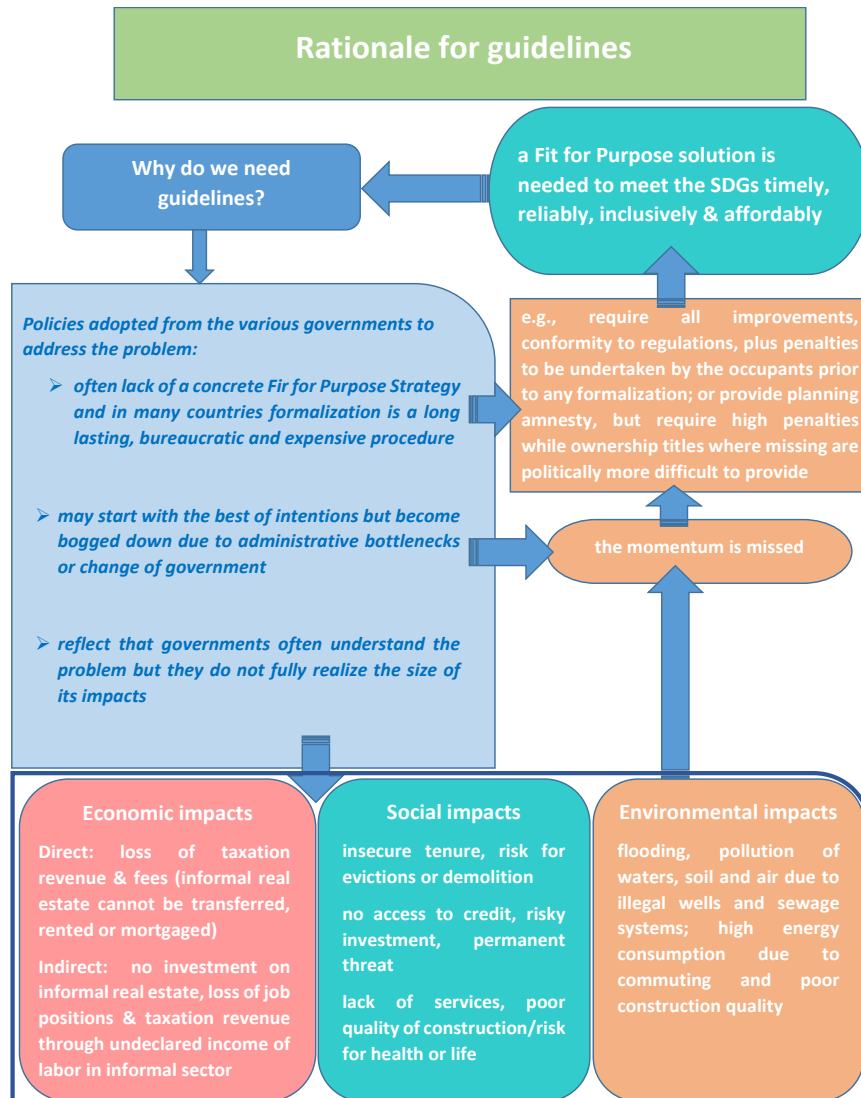 Rationale for guidelines
Why do we need
guidelines?
a Fit for Purpose solution is
needed to meet the SDGs timely,
reliably, inclusively & affordably
Policies adopted from the various governments to
address the problem:
➢ often lack of a concrete Fir for Purpose Strategy
and in many countries formalization is a long
lasting, bureaucratic and expensive procedure
➢ may start with the best of intentions but become
bogged down due to administrative bottlenecks
or change of government
➢ reflect that governments often understand the
problem but they do not fully realize the size of
its impacts
e.g., require all improvements,
conformity to regulations, plus penalties
to be undertaken by the occupants prior
to any formalization; or provide planning
amnesty, but require high penalties
while ownership titles where missing are
politically more difficult to provide
the momentum is missed
Economic impacts
Direct: loss of taxation
revenue & fees (informal real
estate cannot be transferred,
rented or mortgaged)
Indirect: no investment on
informal real estate, loss of job
positions & taxation revenue
through undeclared income of
labor in informal sector
Social impacts
insecure tenure, risk for
evictions or demolition
no access to credit, risky
investment, permanent
threat
lack of services, poor
quality of construction/risk
for health or life
Environmental impacts
flooding, pollution of
waters, soil and air due to
illegal wells and sewage
systems; high energy
consumption due to
commuting and poor
construction quality